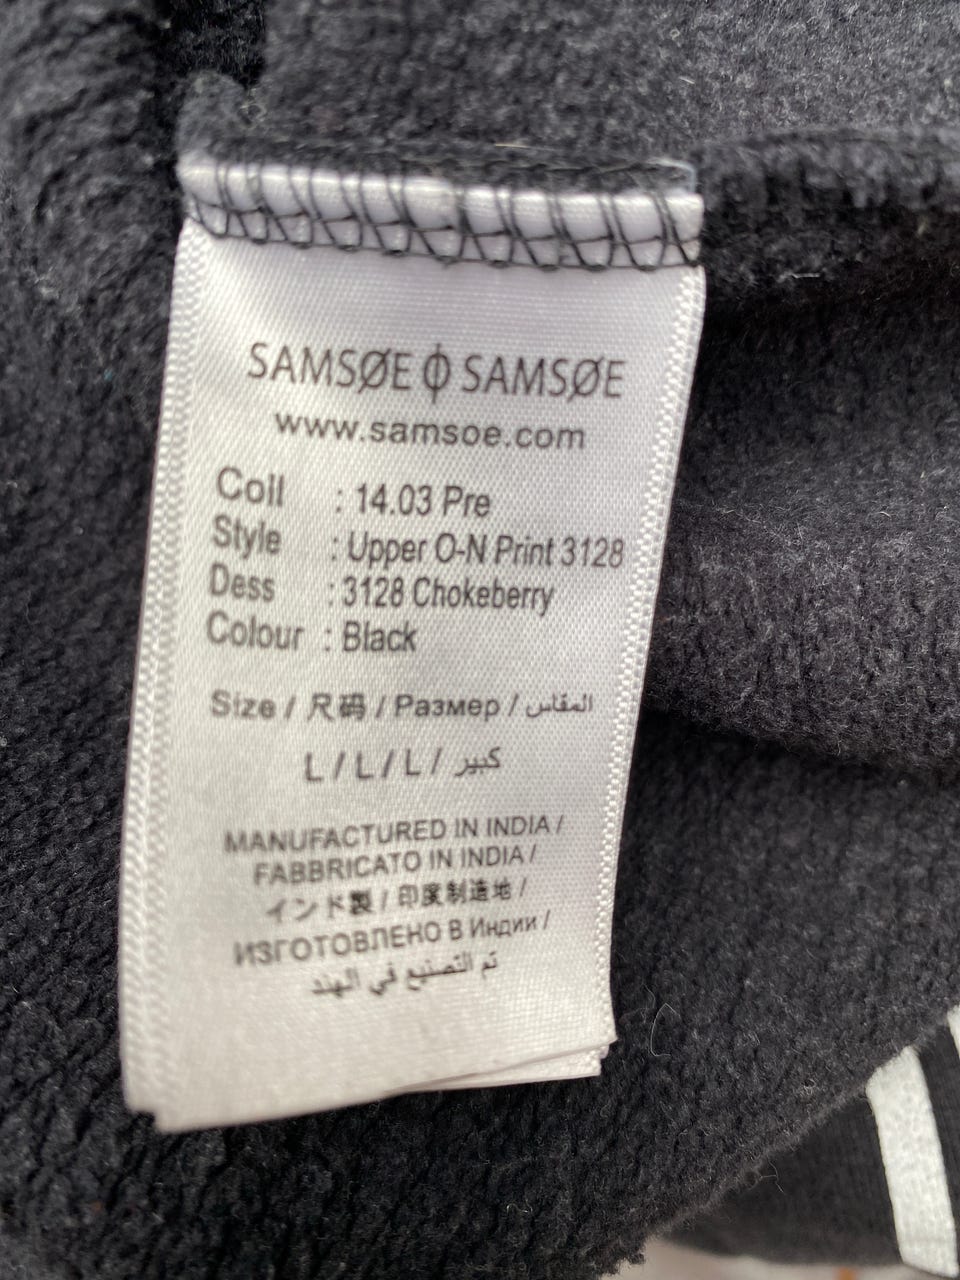 SAMSØE ϕ SAMSØE
www.samsoe.com
Coll : 14.03 Pre
Style : Upper O-N Print 3128
Dess : 3128 Chokeberry
Colour : Black
Size / 尺码 / Размер / المقاس
L / L / L / كبير
MANUFACTURED IN INDIA /
FABBRICATO IN INDIA /
インド製 / 印度制造地 /
ИЗГОТОВЛЕНО В Индии /
تم التصنيع في الهند